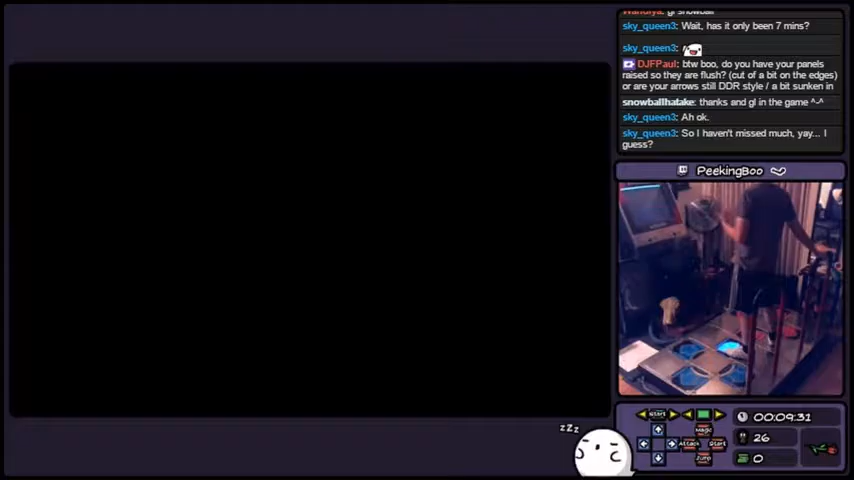 sky_queen3: Wait, has it only been 7 mins?
sky_queen3:
DJFPaul: btw boo, do you have your panels
raised so they are flush? (cut of a bit on the edges)
or are your arrows still DDR style / a bit sunken in
snowballhatake: thanks and gl in the game ^-^
sky_queen3: Ah ok.
sky_queen3: So I haven't missed much, yay... I
guess?
PeekingBoo
Start
00:09:31
Magic
26
Attack
Start
Jump
0
zZz